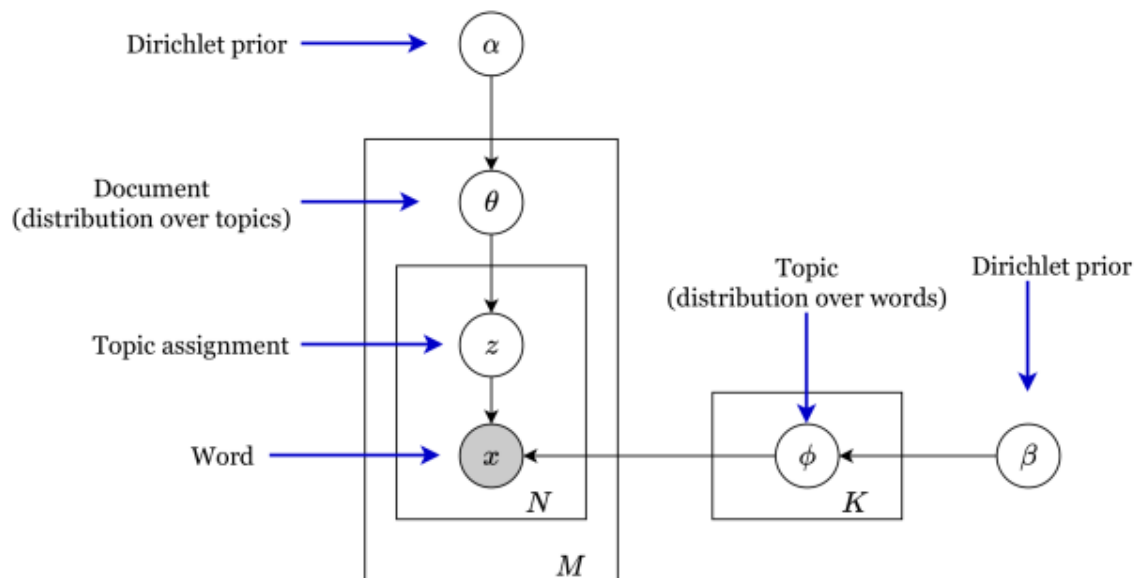 Dirichlet prior
α
Document
(distribution over topics)
θ
Topic
(distribution over words)
Dirichlet prior
Topic assignment
z
Word
x
ϕ
β
N
K
M